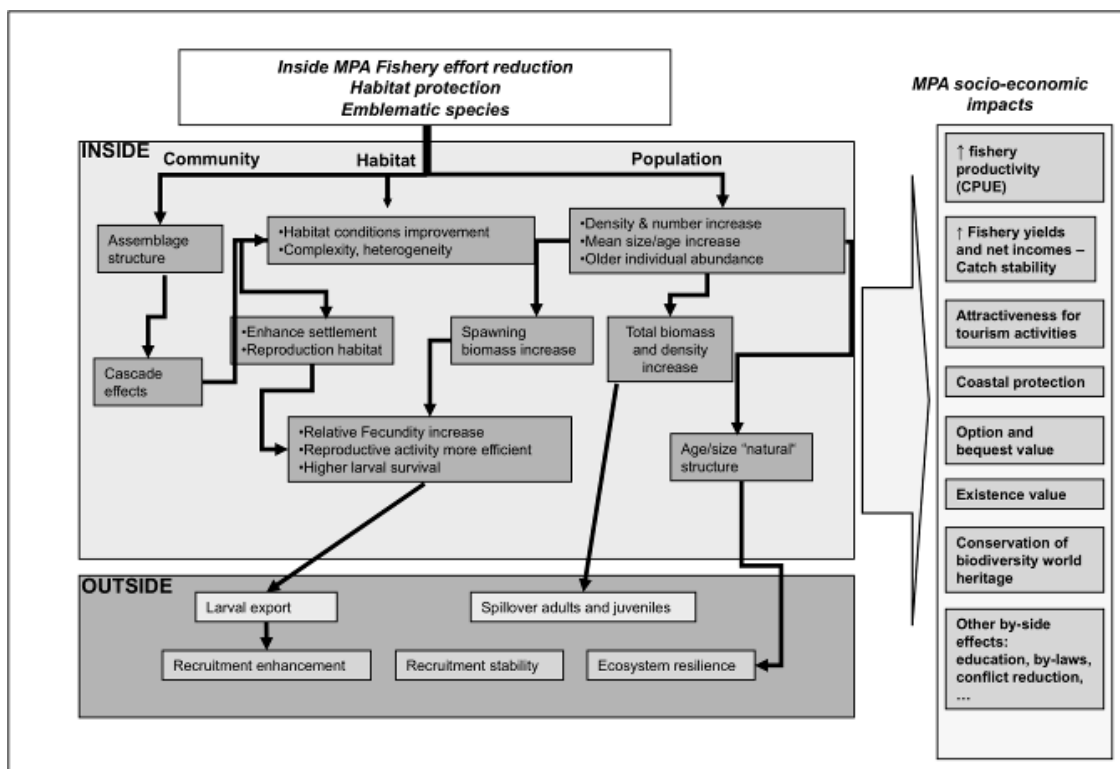 Inside MPA Fishery effort reduction
Habitat protection
Emblematic species
MPA socio-economic
impacts
INSIDE
Community
Habitat
Population
Assemblage
structure
•Habitat conditions improvement
•Complexity, heterogeneity
•Density & number increase
•Mean size/age increase
•Older individual abundance
Cascade
effects
•Enhance settlement
•Reproduction habitat
Spawning
biomass increase
Total biomass
and density
increase
•Relative Fecundity increase
•Reproductive activity more efficient
•Higher larval survival
Age/size "natural"
structure
OUTSIDE
Larval export
Spillover adults and juveniles
Recruitment enhancement
Recruitment stability
Ecosystem resilience
↑ fishery
productivity
(CPUE)
↑ Fishery yields
and net incomes –
Catch stability
Attractiveness for
tourism activities
Coastal protection
Option and
bequest value
Existence value
Conservation of
biodiversity world
heritage
Other by-side
effects:
education, by-laws,
conflict reduction,
…